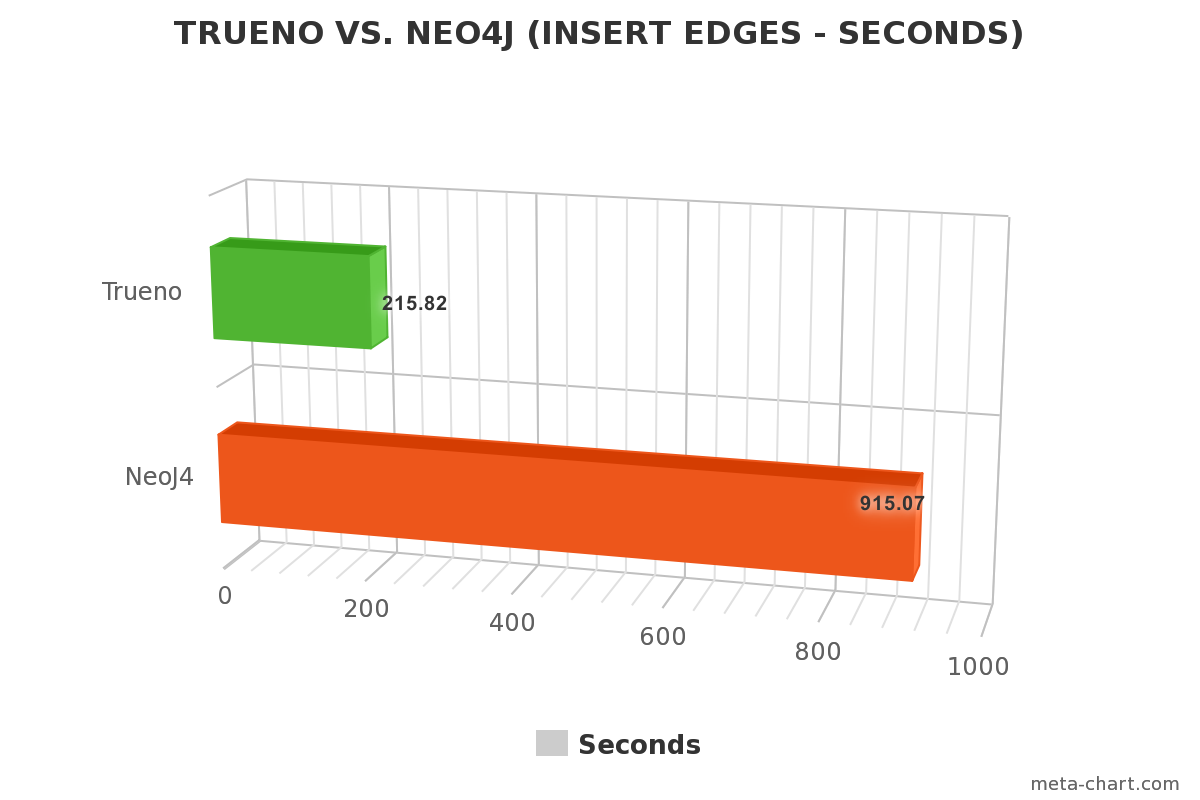 TRUENO VS. NEO4J (INSERT EDGES - SECONDS)
Trueno
215.82
NeoJ4
915.07
0
200
400
600
800
1000
Seconds
meta-chart.com